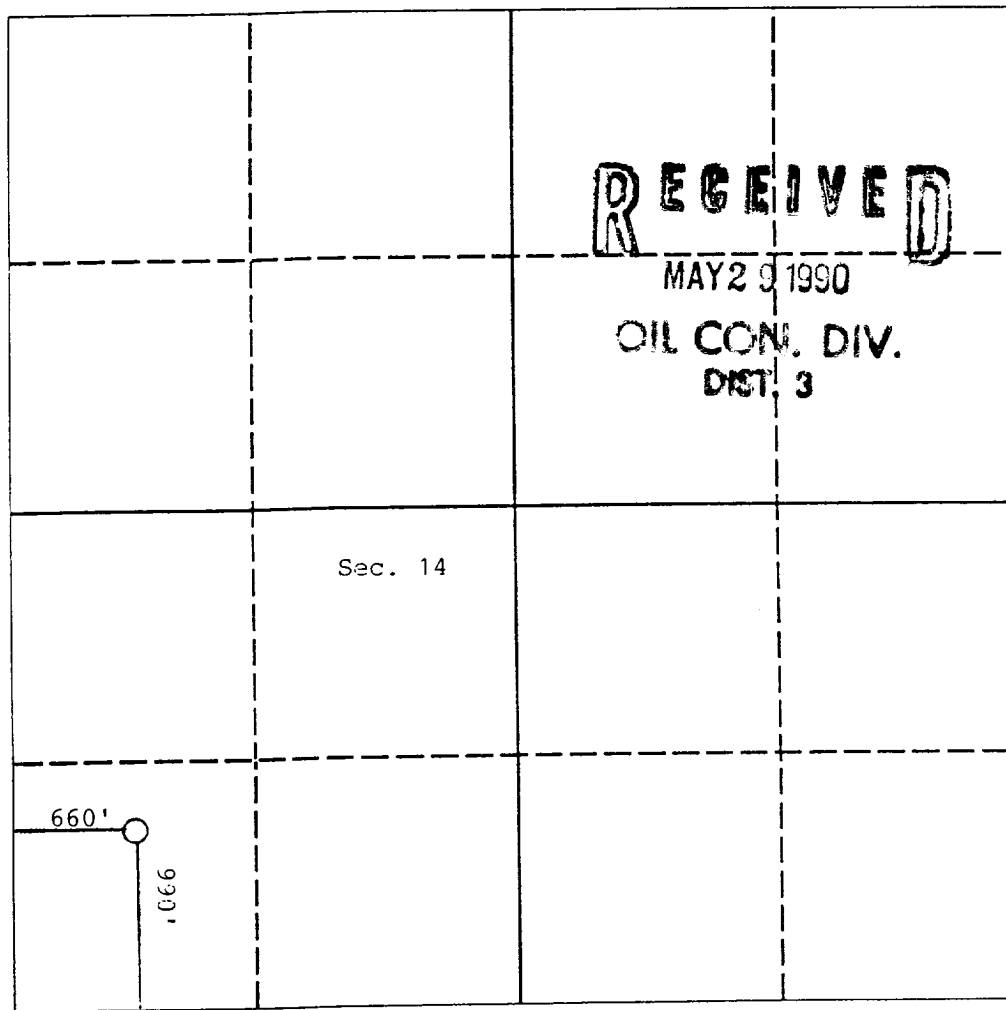 RECEIVED
MAY 29 1990
OIL CON. DIV.
DIST. 3
Sec. 14
660'
990'